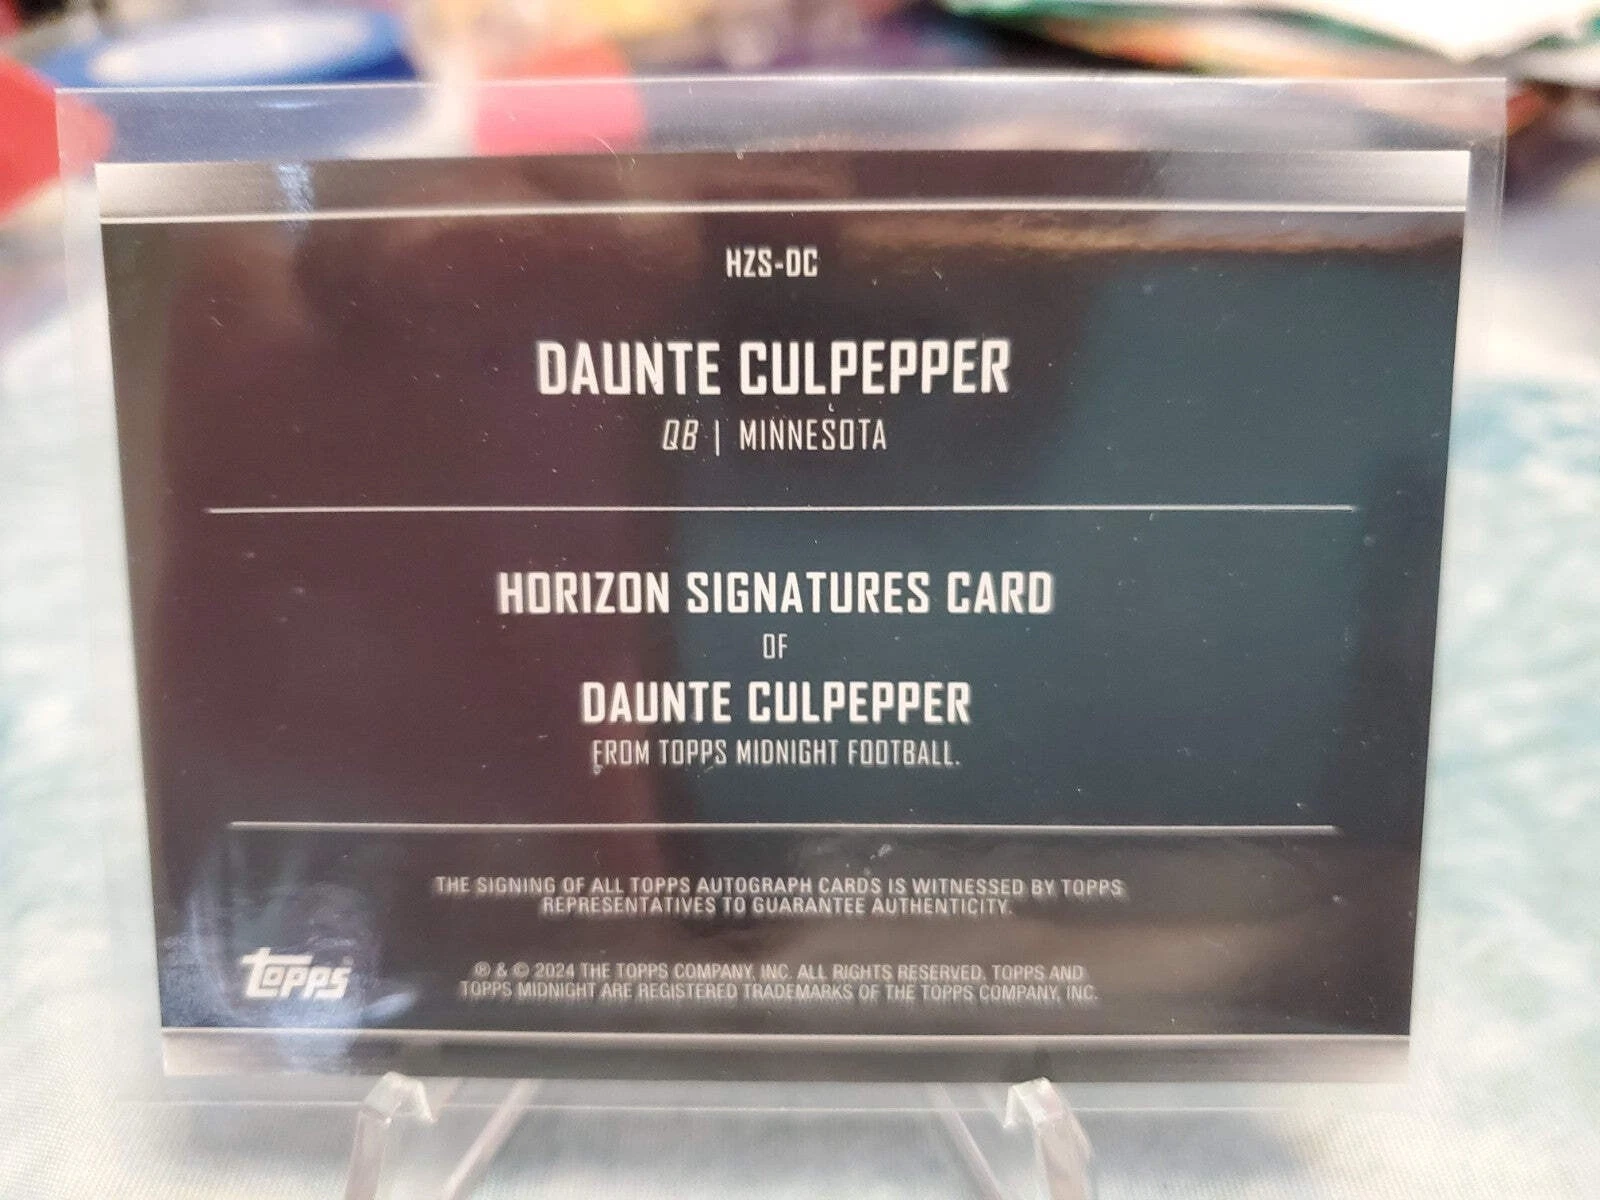 HZS-DC
DAUNTE CULPEPPER
QB | MINNESOTA
HORIZON SIGNATURES CARD
OF
DAUNTE CULPEPPER
FROM TOPPS MIDNIGHT FOOTBALL.
THE SIGNING OF ALL TOPPS AUTOGRAPH CARDS IS WITNESSED BY TOPPS
REPRESENTATIVES TO GUARANTEE AUTHENTICITY.
topps®
® & © 2024 THE TOPPS COMPANY, INC. ALL RIGHTS RESERVED. TOPPS AND
TOPPS MIDNIGHT ARE REGISTERED TRADEMARKS OF THE TOPPS COMPANY, INC.